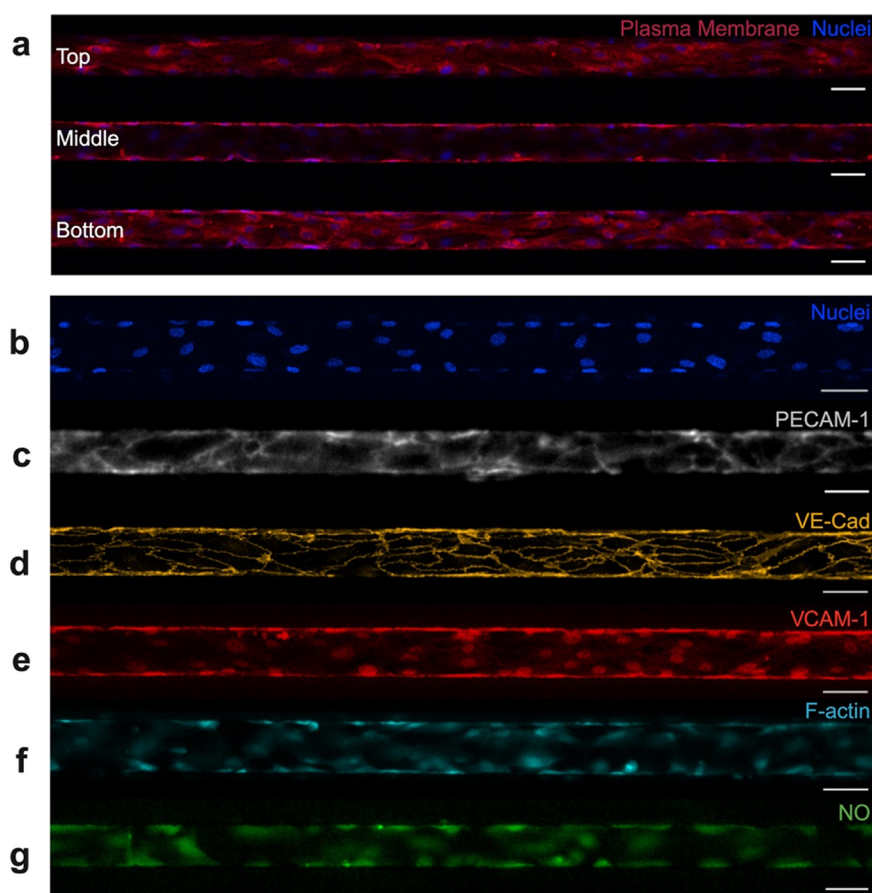 a
Plasma Membrane Nuclei
Top
Middle
Bottom
b
Nuclei
c
PECAM-1
d
VE-Cad
e
VCAM-1
f
F-actin
g
NO